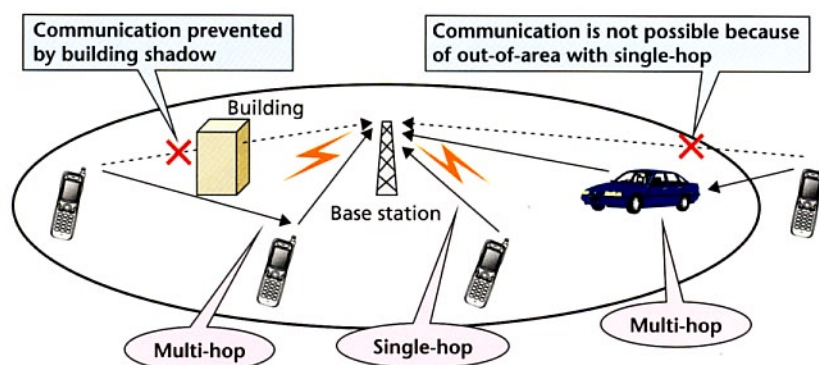 Communication prevented
by building shadow
Communication is not possible because
of out-of-area with single-hop
Building
Base station
Multi-hop
Single-hop
Multi-hop